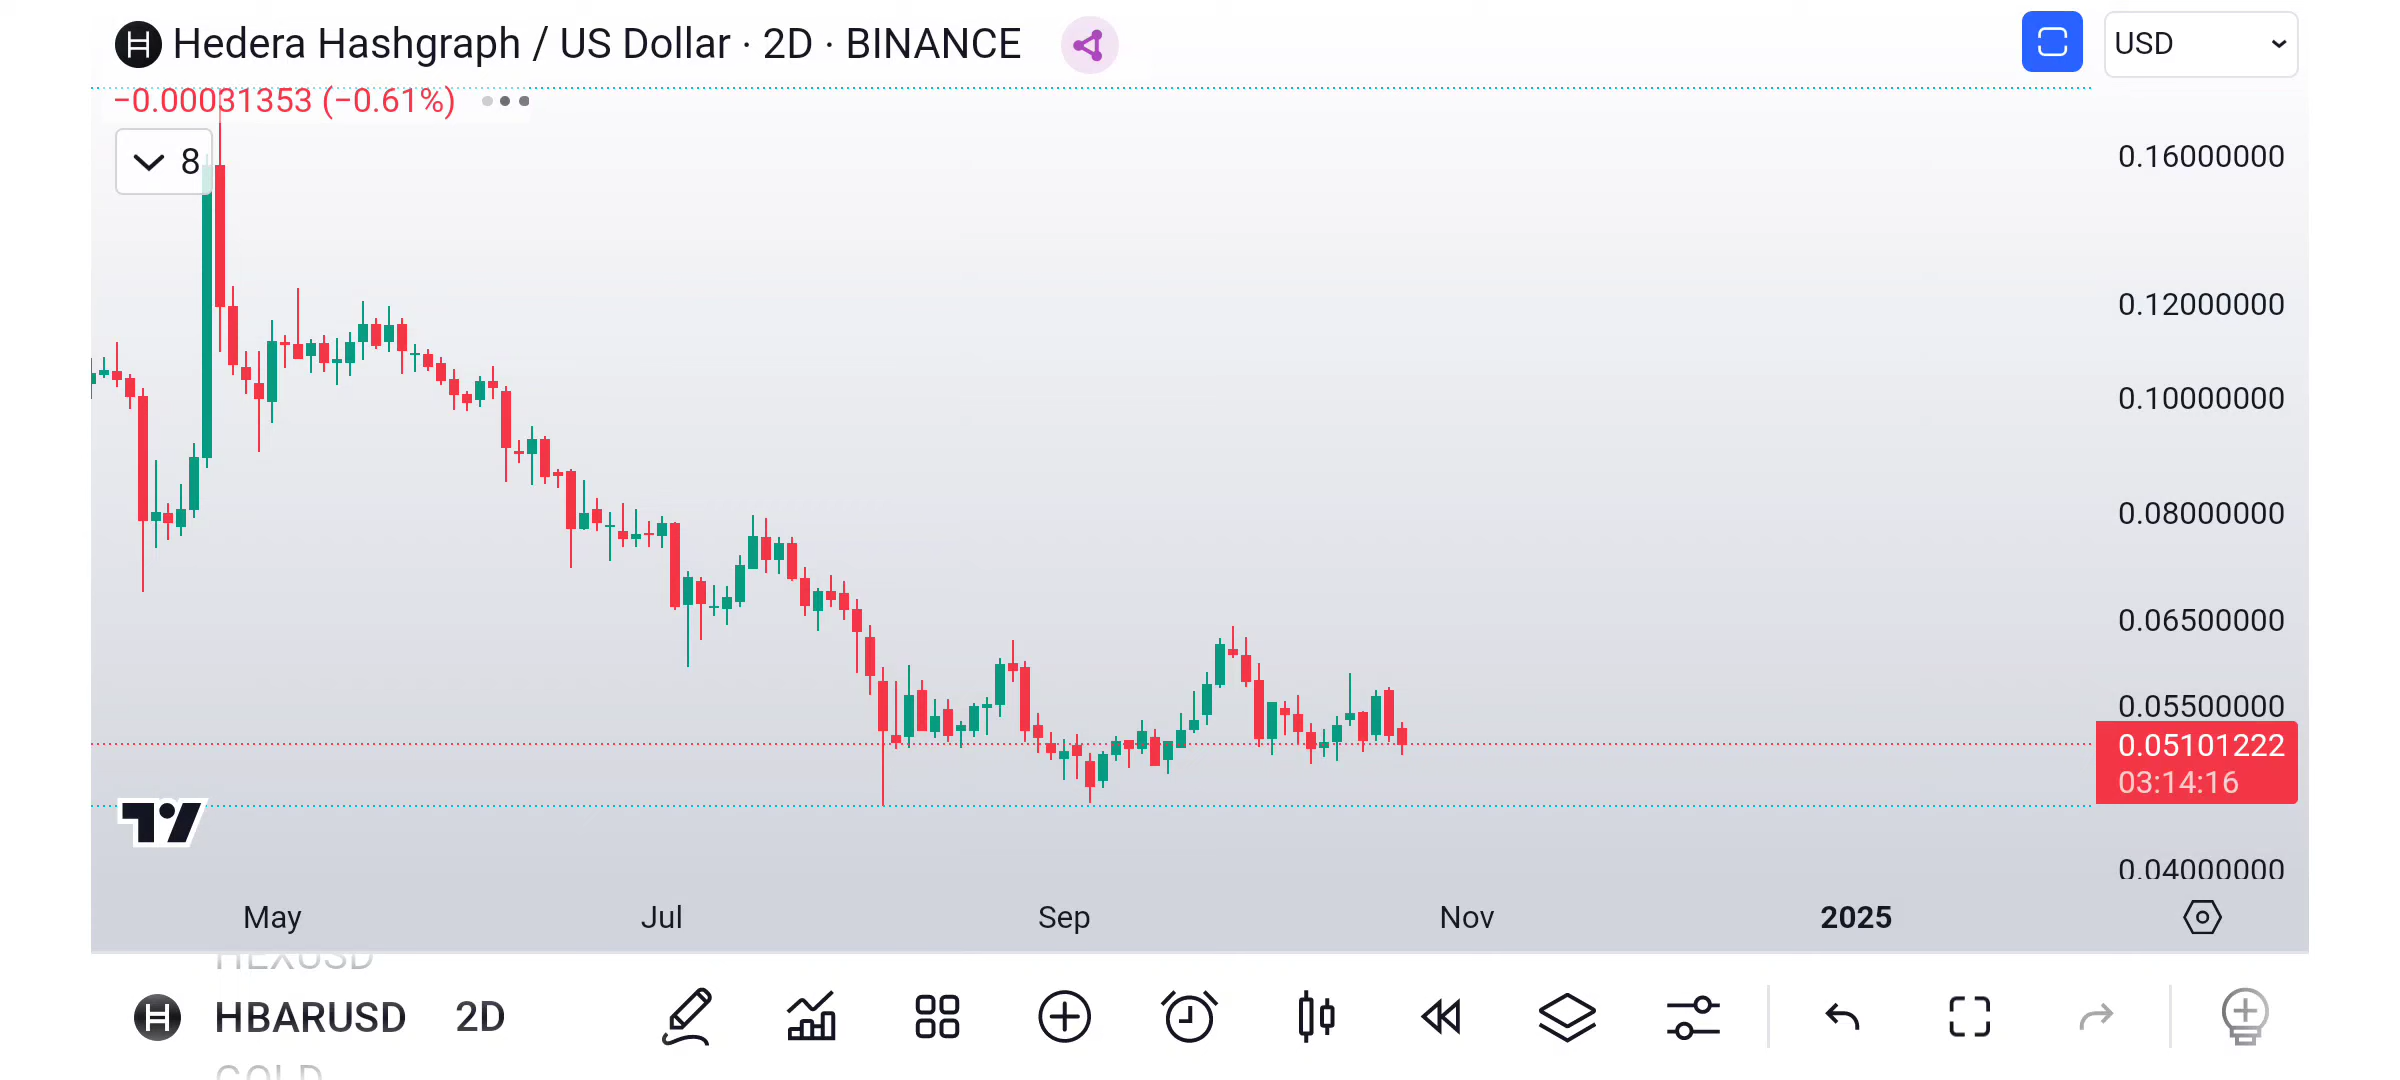 Hedera Hashgraph / US Dollar · 2D · BINANCE
USD
−0.00031353 (−0.61%)
8
0.16000000
0.12000000
0.10000000
0.08000000
0.06500000
0.05500000
0.05101222
03:14:16
0.04000000
May Jul Sep Nov 2025
HEXUSD
HBARUSD 2D
GOLD